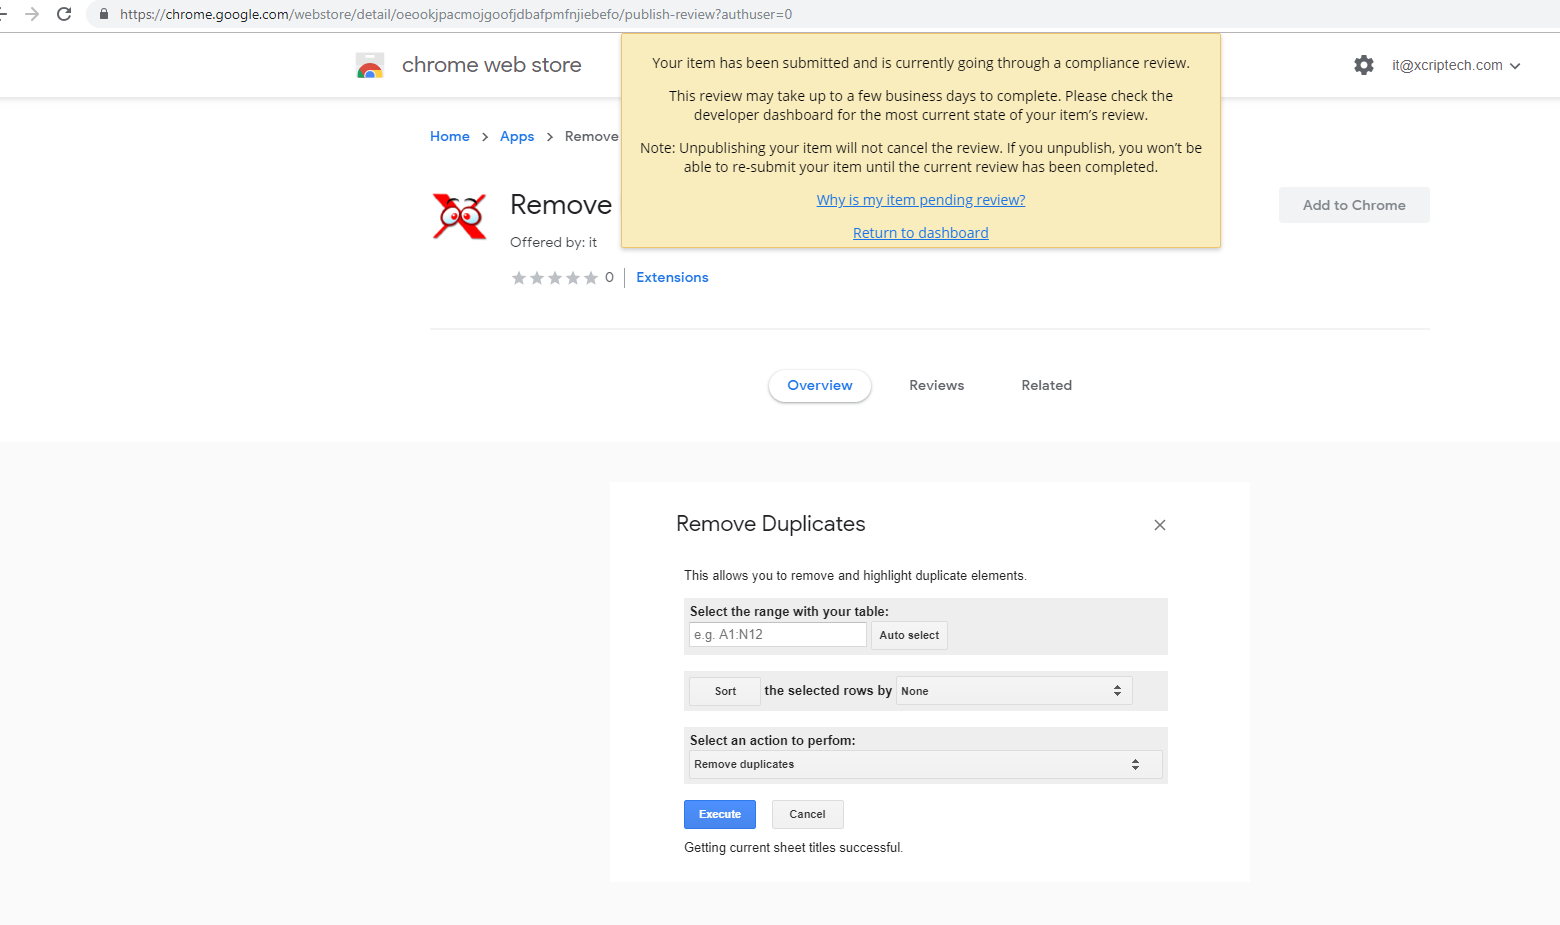 https://chrome.google.com/webstore/detail/oeookjpacmojgoofjdbafpmfnjiebefo/publish-review?authuser=0
chrome web store
it@xcriptech.com
Your item has been submitted and is currently going through a compliance review.
This review may take up to a few business days to complete. Please check the
developer dashboard for the most current state of your item's review.
Note: Unpublishing your item will not cancel the review. If you unpublish, you won't be
able to re-submit your item until the current review has been completed.
Why is my item pending review?
Return to dashboard
Home > Apps > Remove
Remove
Offered by: it
Add to Chrome
0 Extensions
Overview Reviews Related
Remove Duplicates
This allows you to remove and highlight duplicate elements.
Select the range with your table:
e.g. A1:N12 Auto select
Sort the selected rows by None
Select an action to perfom:
Remove duplicates
Execute Cancel
Getting current sheet titles successful.